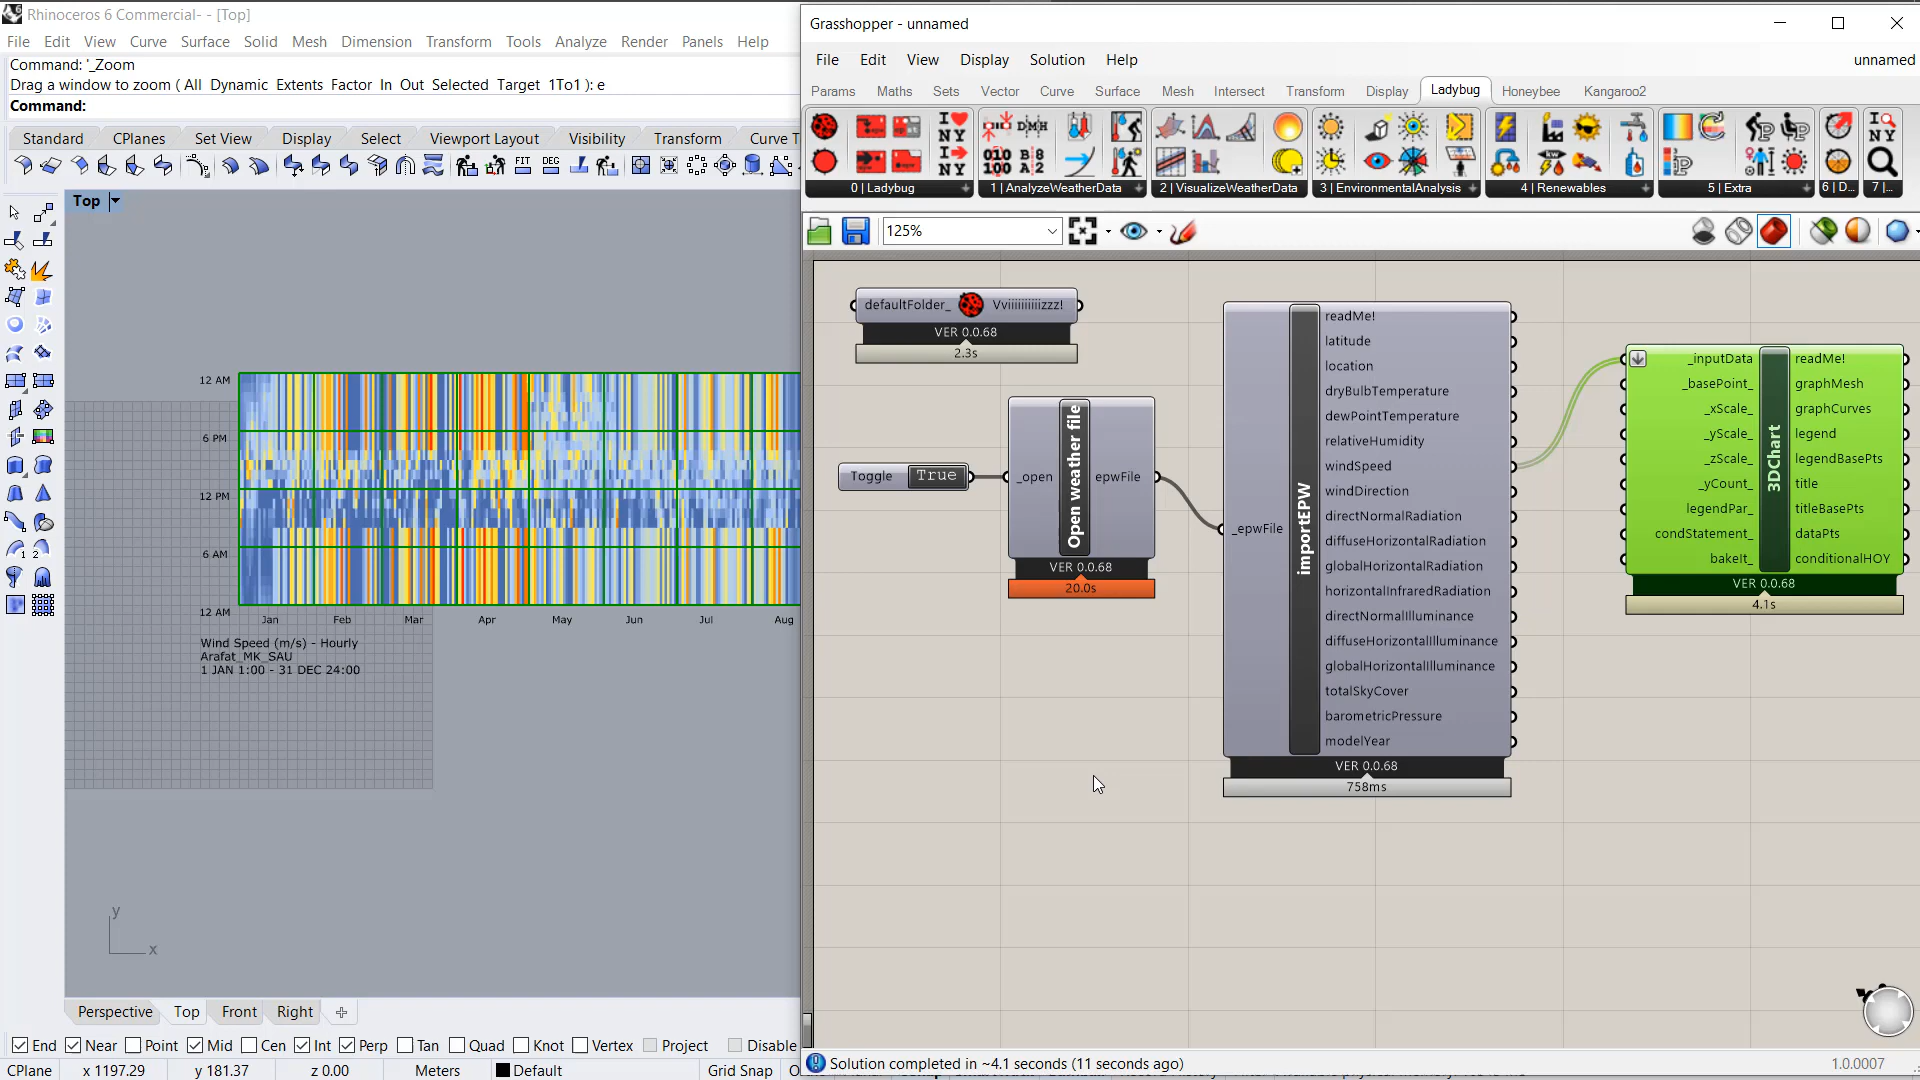 Rhinoceros 6 Commercial- - [Top]
File Edit View Curve Surface Solid Mesh Dimension Transform Tools Analyze Render Panels Help
Command: '_Zoom
Drag a window to zoom ( All Dynamic Extents Factor In Out Selected Target 1To1 ): e
Command:
Standard CPlanes Set View Display Select Viewport Layout Visibility Transform Curve T
FIT DEG
Top
12 AM
6 PM
12 PM
6 AM
12 AM
Jan Feb Mar Apr May Jun Jul Aug
Wind Speed (m/s) - Hourly
Arafat_MK_SAU
1 JAN 1:00 - 31 DEC 24:00
y
x
Perspective Top Front Right
End Near Point Mid Cen Int Perp Tan Quad Knot Vertex Project Disable
CPlane x 1197.29 y 181.37 z 0.00 Meters Default Grid Snap
Grasshopper - unnamed
File Edit View Display Solution Help
unnamed
Params Maths Sets Vector Curve Surface Mesh Intersect Transform Display Ladybug Honeybee Kangaroo2
0 | Ladybug 1 | AnalyzeWeatherData 2 | VisualizeWeatherData 3 | EnvironmentalAnalysis 4 | Renewables 5 | Extra 6 | D... 7 |...
125%
defaultFolder_ Vviiiiiiiiiizzz!
VER 0.0.68
2.3s
Toggle True
_open Open weather file epwFile
VER 0.0.68
20.0s
_epwFile importEPW
readMe!
latitude
location
dryBulbTemperature
dewPointTemperature
relativeHumidity
windSpeed
windDirection
directNormalRadiation
diffuseHorizontalRadiation
globalHorizontalRadiation
horizontalInfraredRadiation
directNormalIlluminance
diffuseHorizontalIlluminance
globalHorizontalIlluminance
totalSkyCover
barometricPressure
modelYear
VER 0.0.68
758ms
3DChart
_inputData readMe!
_basePoint_ graphMesh
_xScale_ graphCurves
_yScale_ legend
_zScale_ legendBasePts
_yCount_ title
legendPar_ titleBasePts
condStatement_ dataPts
bakeIt_ conditionalHOY
VER 0.0.68
4.1s
Solution completed in ~4.1 seconds (11 seconds ago)
1.0.0007